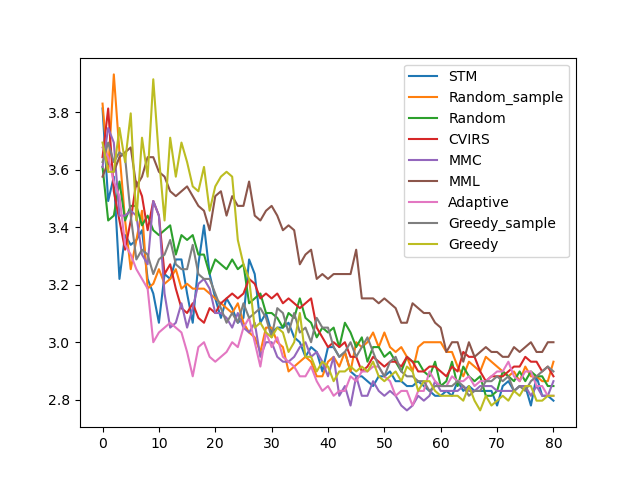 STM
Random_sample
Random
CVIRS
MMC
MML
Adaptive
Greedy_sample
Greedy
3.8
3.6
3.4
3.2
3.0
2.8
0 10 20 30 40 50 60 70 80